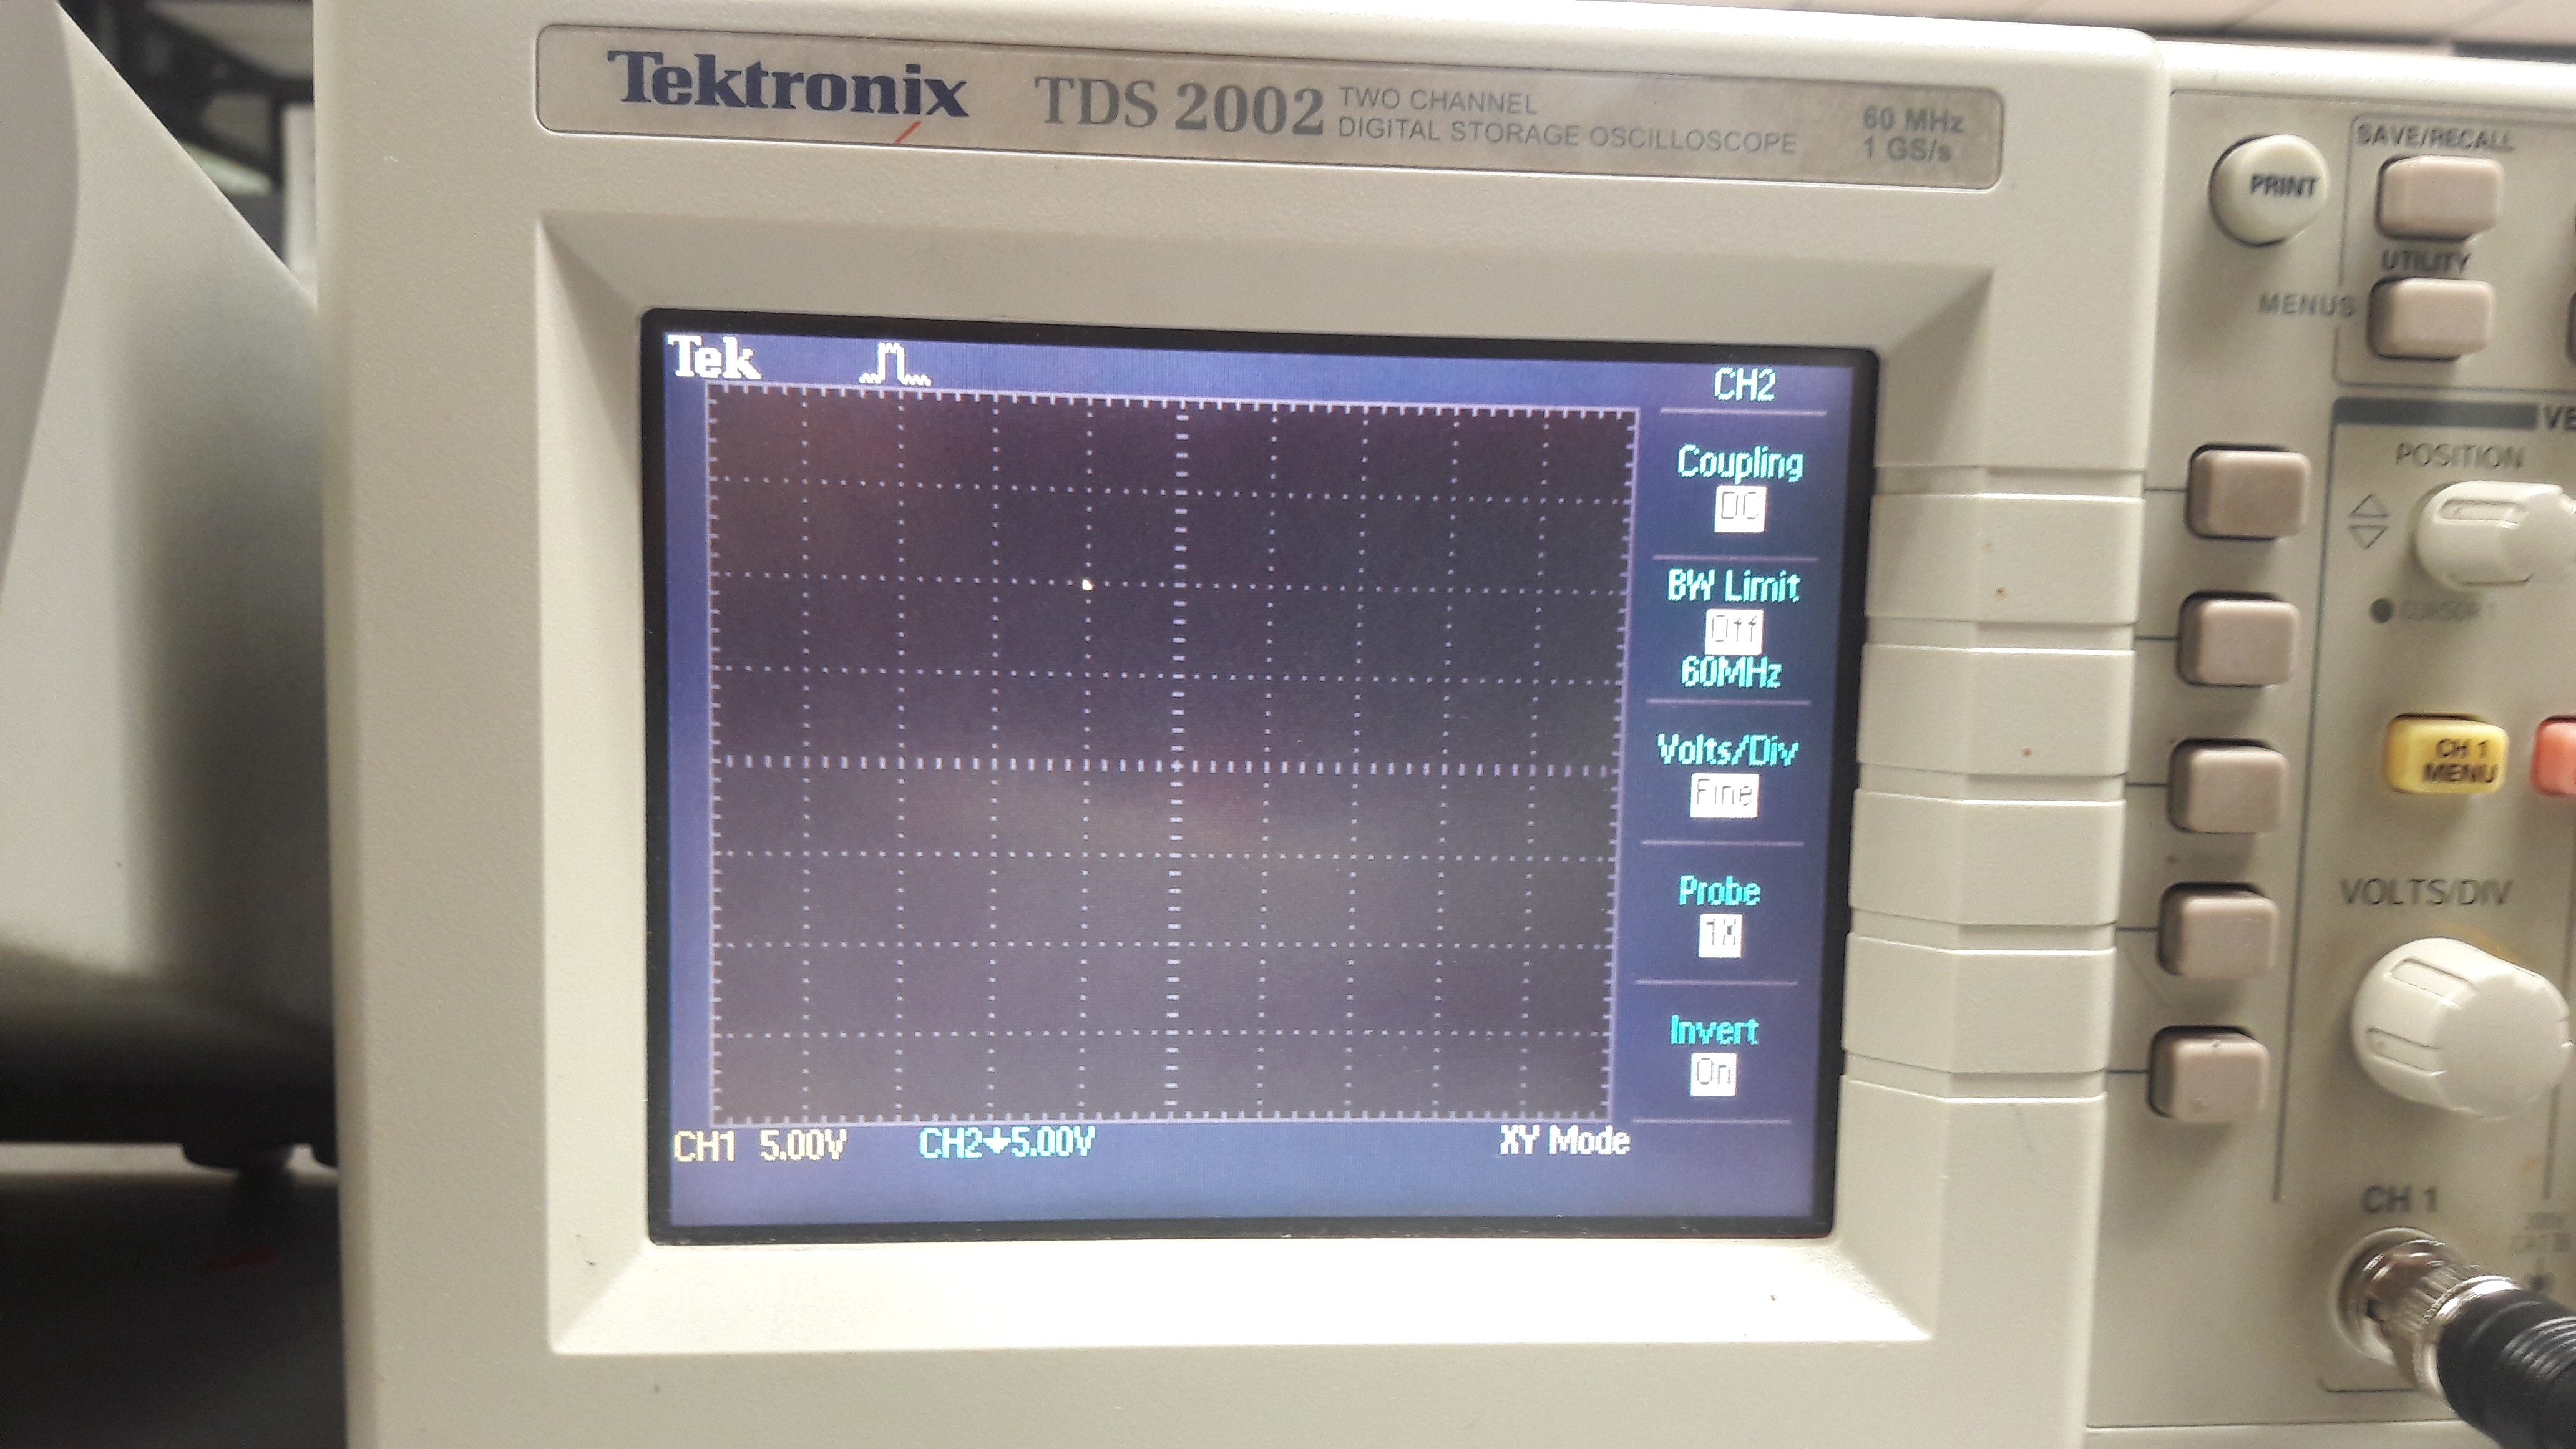 Tektronix TDS 2002 TWO CHANNEL
DIGITAL STORAGE OSCILLOSCOPE
60 MHz
1 GS/s
PRINT
SAVE/RECALL
UTILITY
MENUS
Tek
CH2
Coupling
DC
BW Limit
Off
60MHz
Volts/Div
Fine
Probe
1X
Invert
On
CH1 5.00V CH2 5.00V XY Mode
POSITION
CURSOR 1
CH 1
MENU
VOLTS/DIV
CH 1